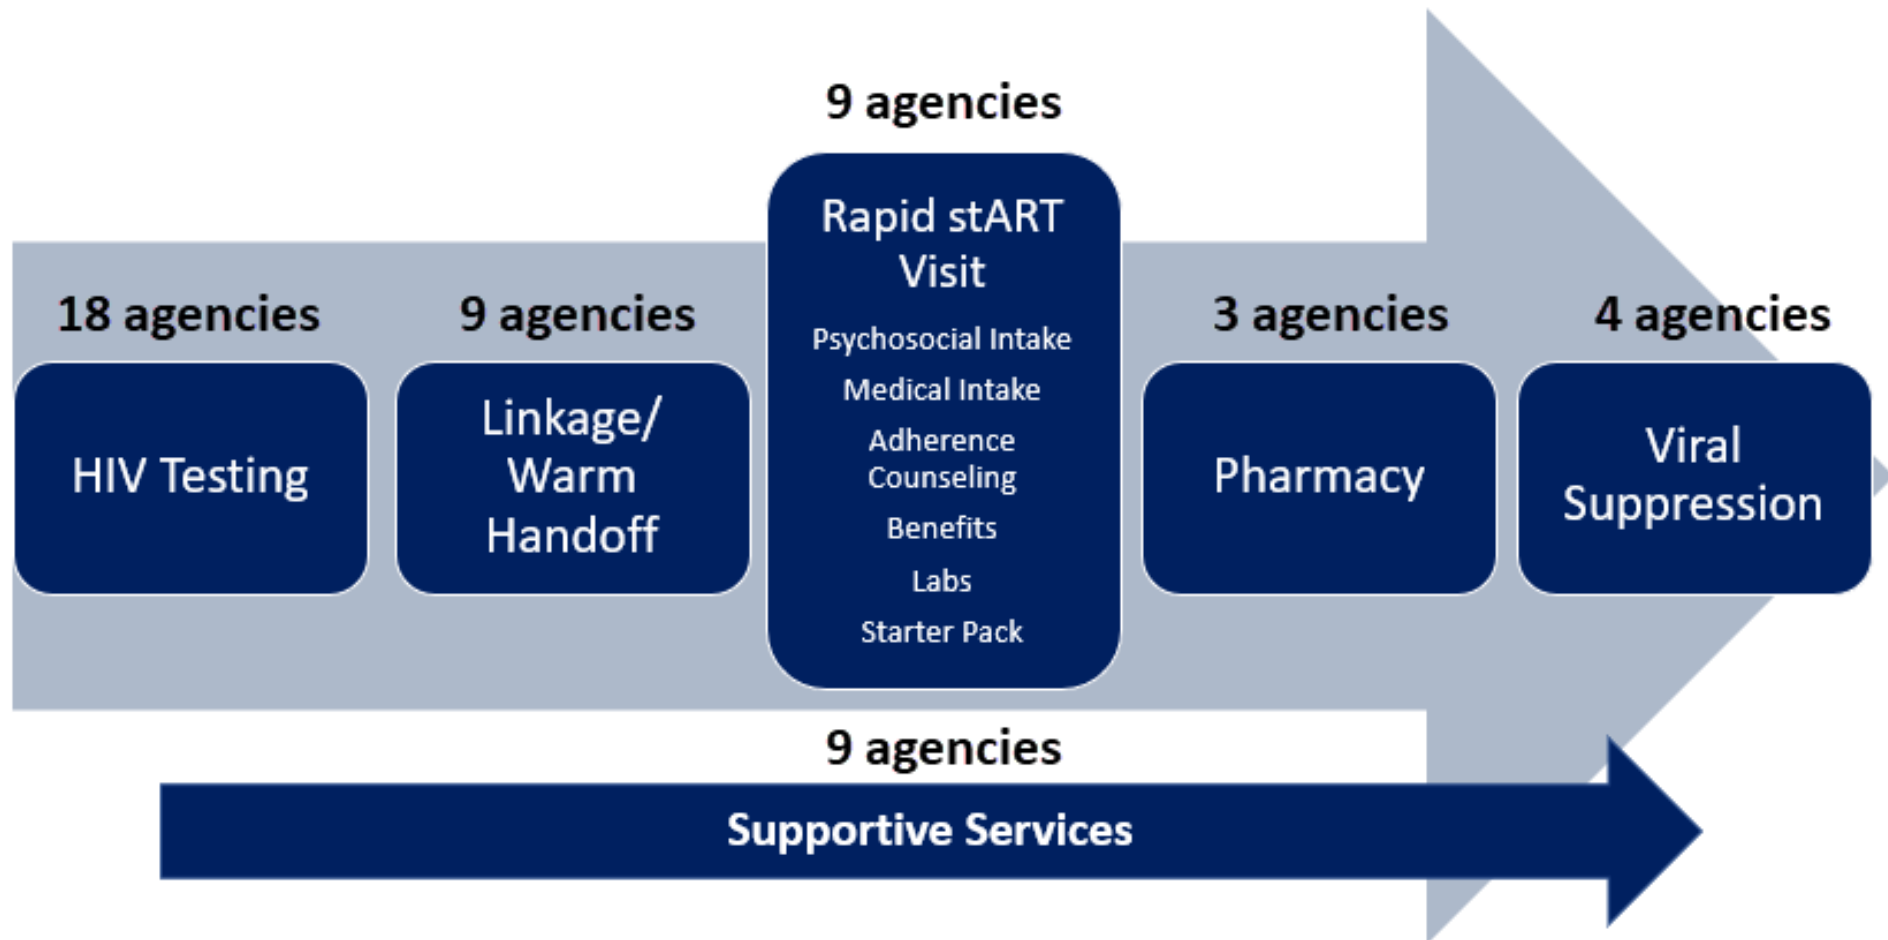 9 agencies
18 agencies
HIV Testing
9 agencies
Linkage/
Warm
Handoff
Rapid stART
Visit
Psychosocial Intake
Medical Intake
Adherence
Counseling
Benefits
Labs
Starter Pack
3 agencies
Pharmacy
4 agencies
Viral
Suppression
9 agencies
Supportive Services